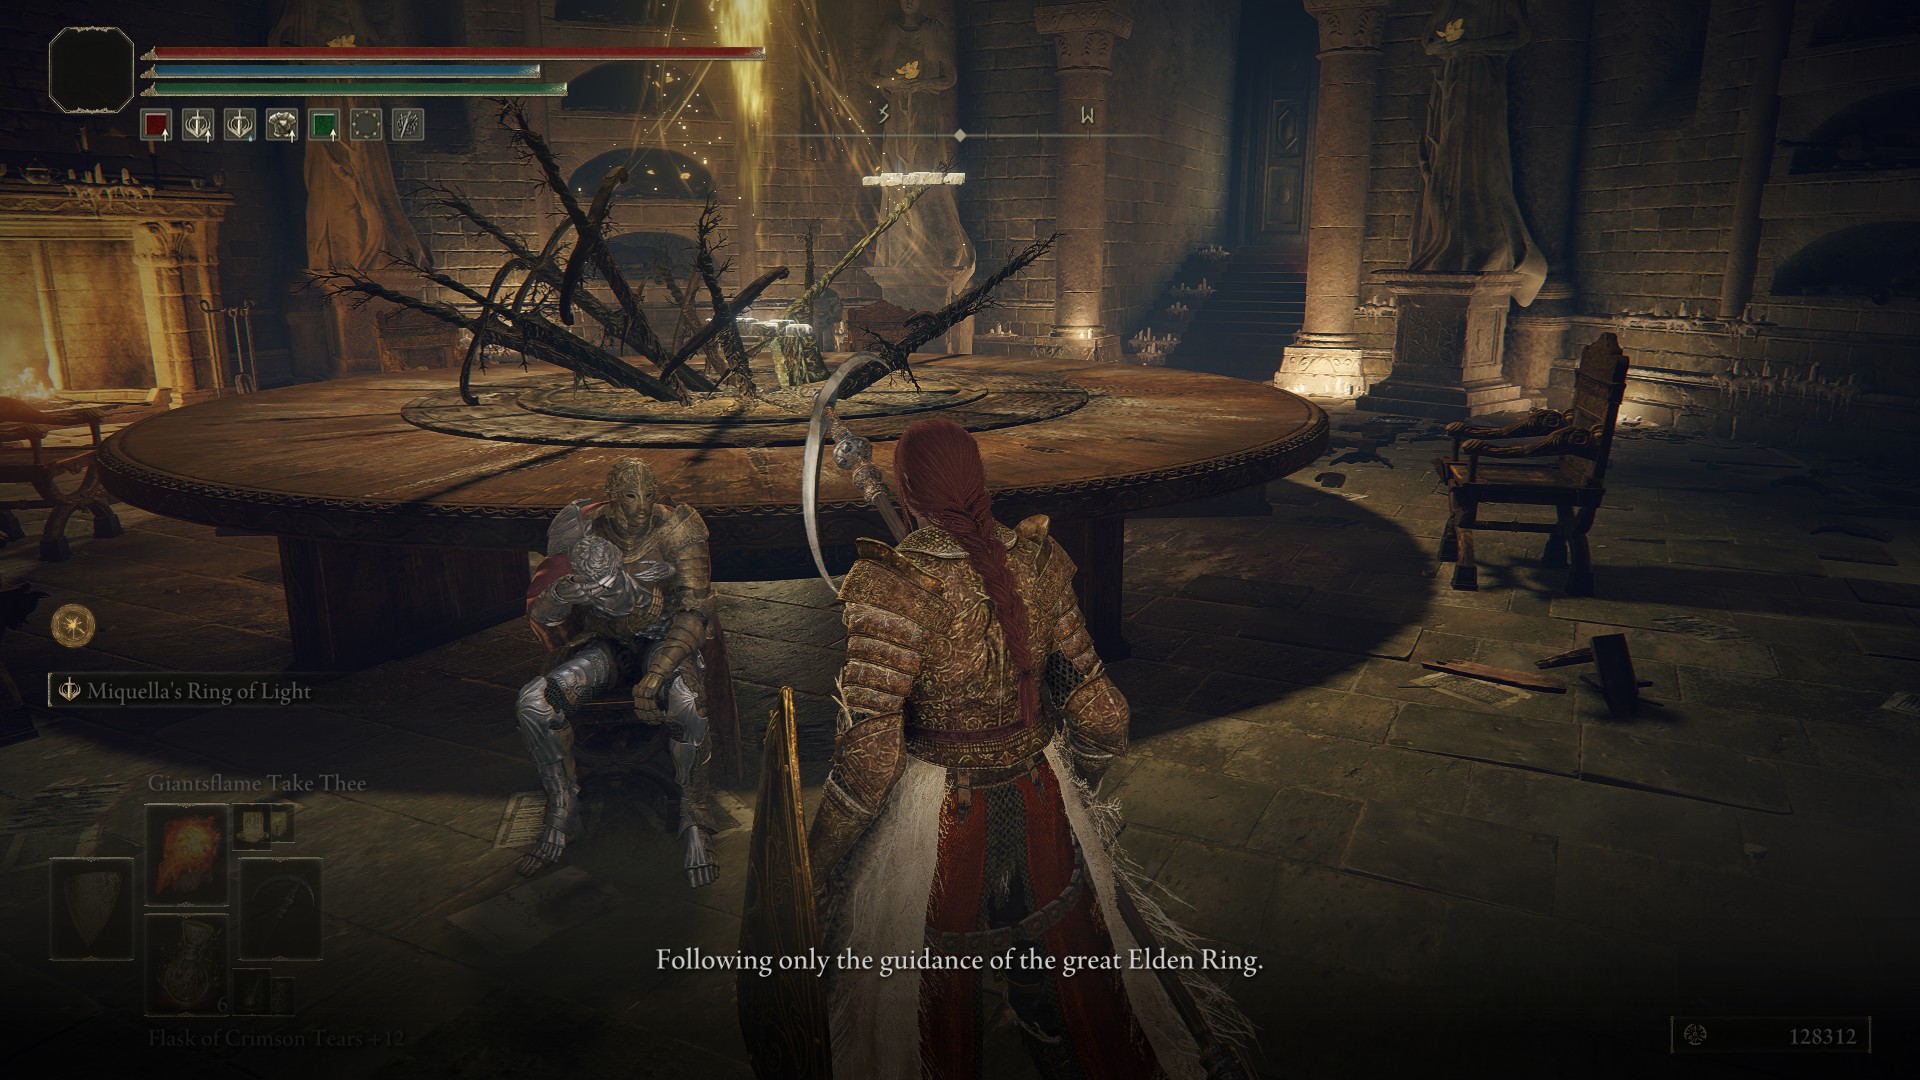 S W
Miquella's Ring of Light
Giantsflame Take Thee
6
Flask of Crimson Tears +12
Following only the guidance of the great Elden Ring.
128312